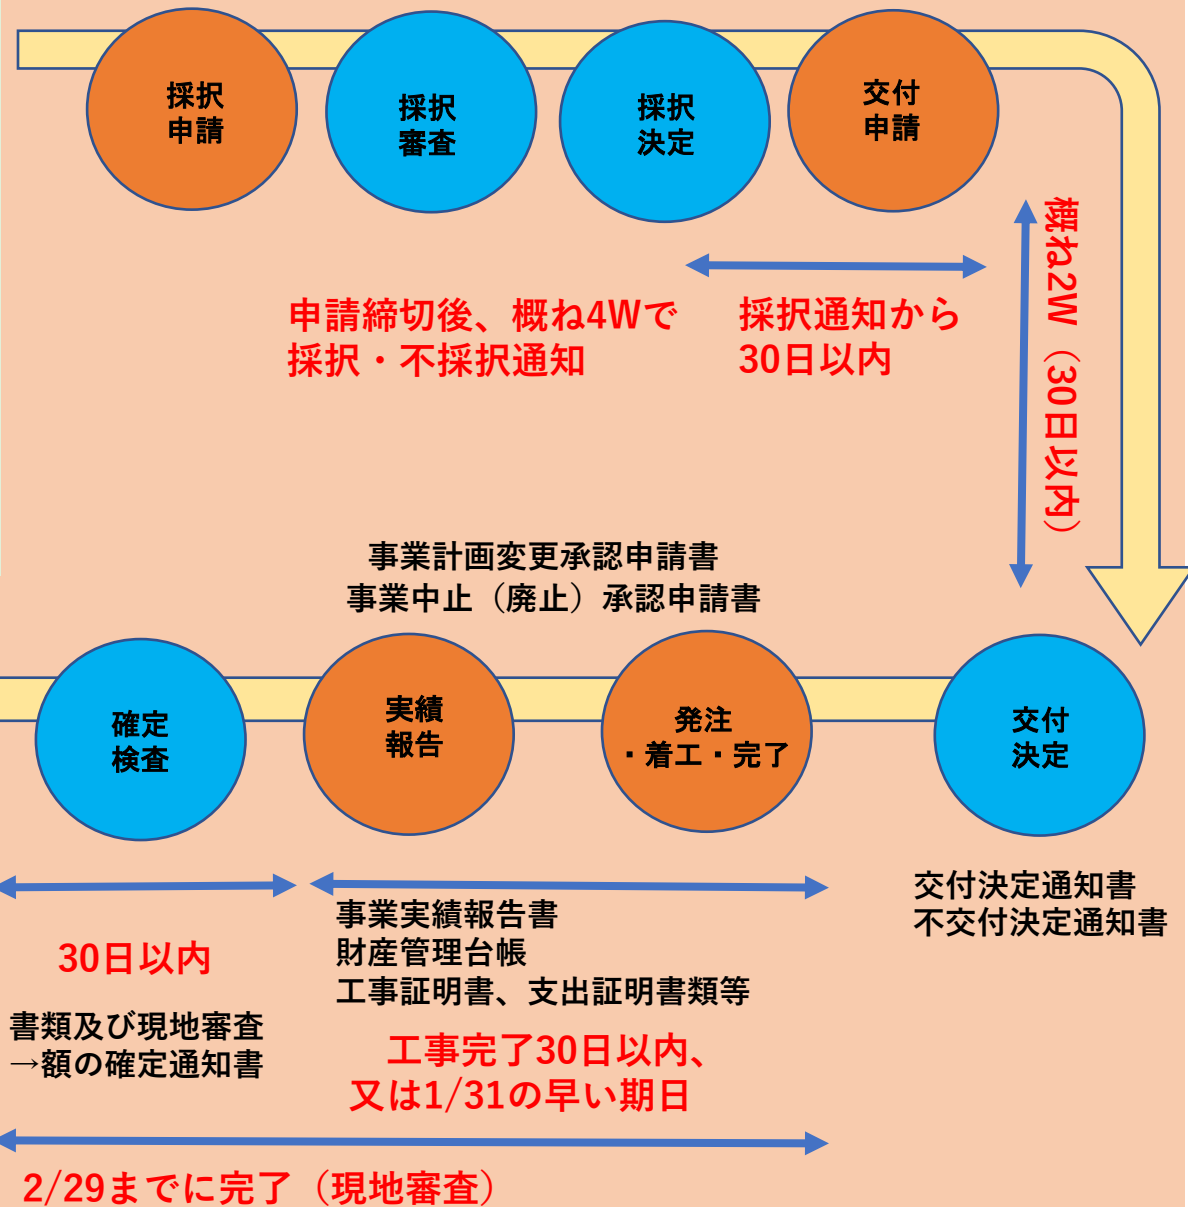 採択
申請
採択
審査
採択
決定
交付
申請
申請締切後、概ね4Wで
採択・不採択通知
採択通知から
30日以内
概ね2W（30日以内）
事業計画変更承認申請書
事業中止（廃止）承認申請書
交付
決定
発注
・着工・完了
実績
報告
確定
検査
交付決定通知書
不交付決定通知書
事業実績報告書
財産管理台帳
工事証明書、支出証明書類等
工事完了30日以内、
又は1/31の早い期日
30日以内
書類及び現地審査
→額の確定通知書
2/29までに完了（現地審査）